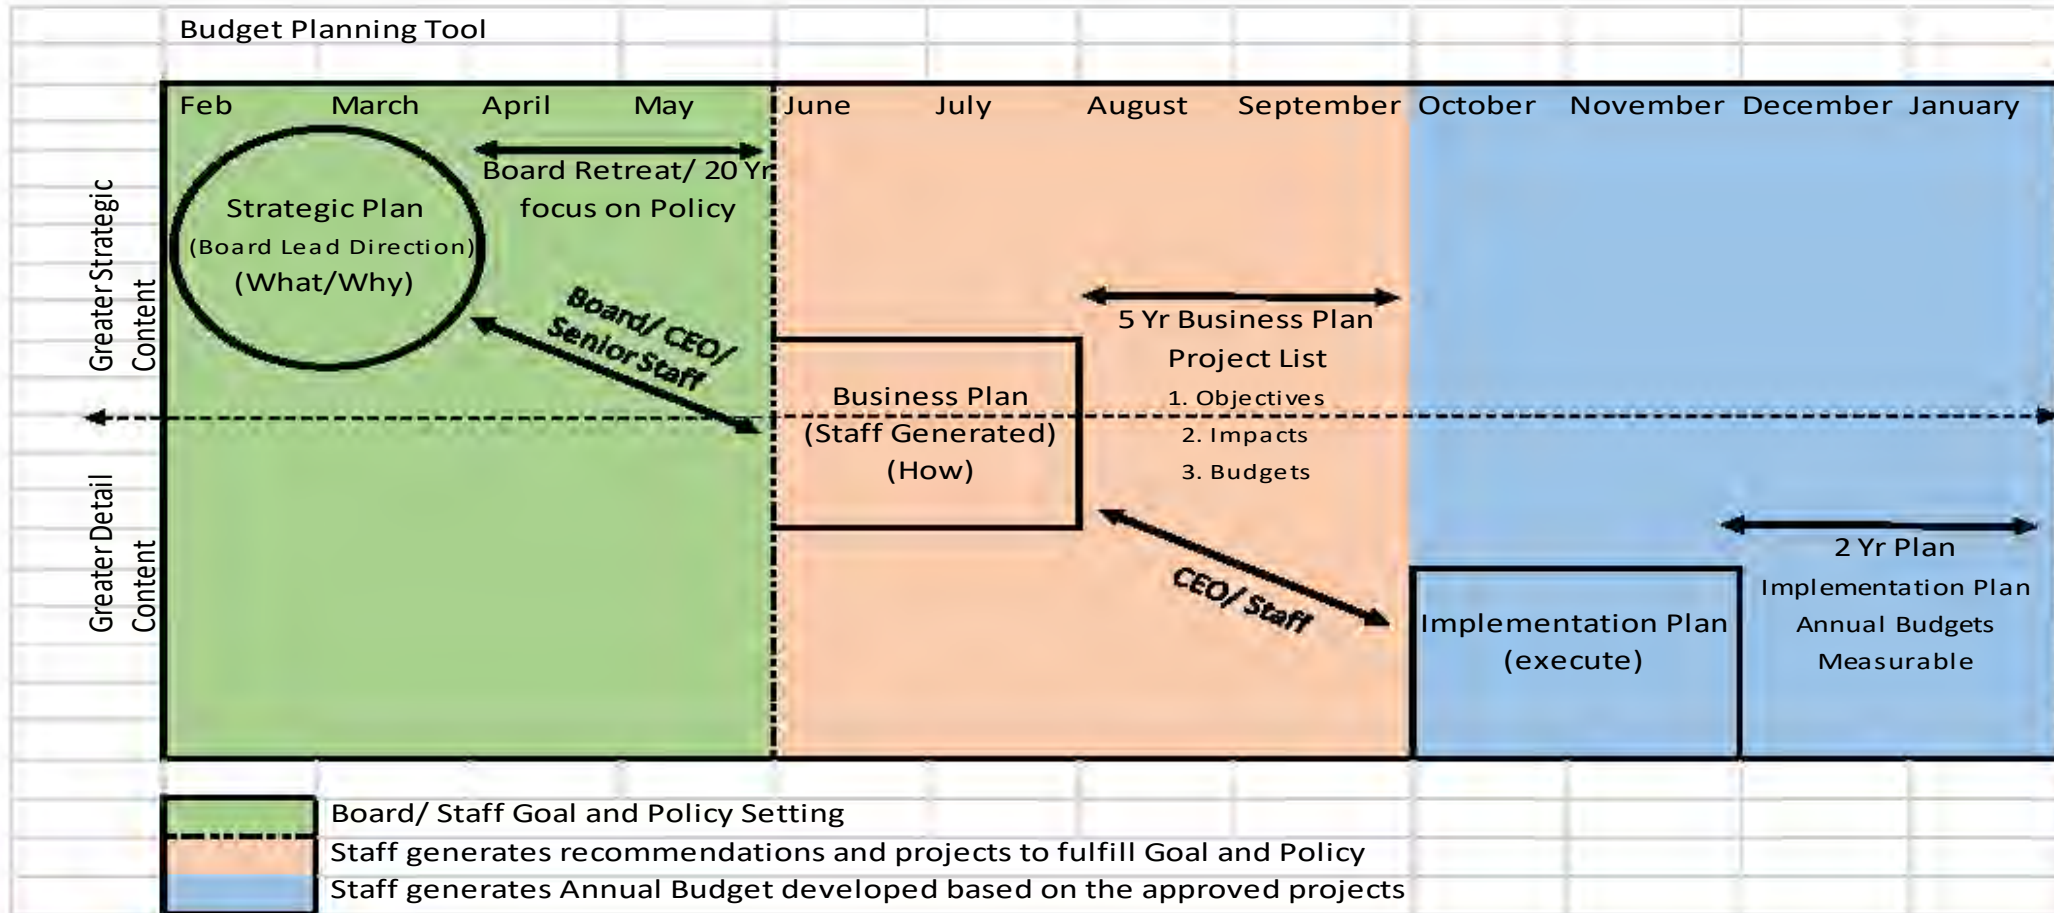 Budget Planning Tool
Feb March April May June July August September October November December January
Greater Strategic
Content
Greater Detail
Content
Strategic Plan
(Board Lead Direction)
(What/Why)
Board Retreat/ 20 Yr
focus on Policy
Board/ CEO/
Senior Staff
Business Plan
(Staff Generated)
(How)
5 Yr Business Plan
Project List
1. Objectives
2. Impacts
3. Budgets
CEO/ Staff
Implementation Plan
(execute)
2 Yr Plan
Implementation Plan
Annual Budgets
Measurable
Board/ Staff Goal and Policy Setting
Staff generates recommendations and projects to fulfill Goal and Policy
Staff generates Annual Budget developed based on the approved projects